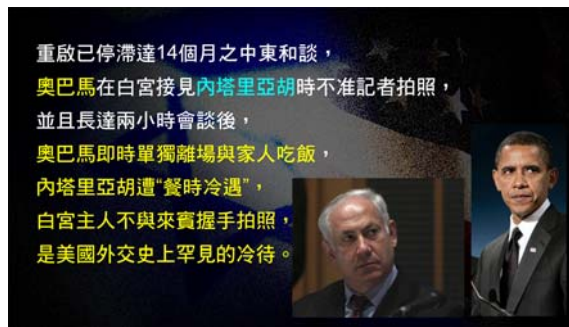 重啟已停滯達14個月之中東和談，
奧巴馬在白宮接見內塔里亞胡時不准記者拍照，
並且長達兩小時會談後，
奧巴馬即時單獨離場與家人吃飯，
內塔里亞胡遭“餐時冷遇”，
白宮主人不與來賓握手拍照，
是美國外交史上罕見的冷待。